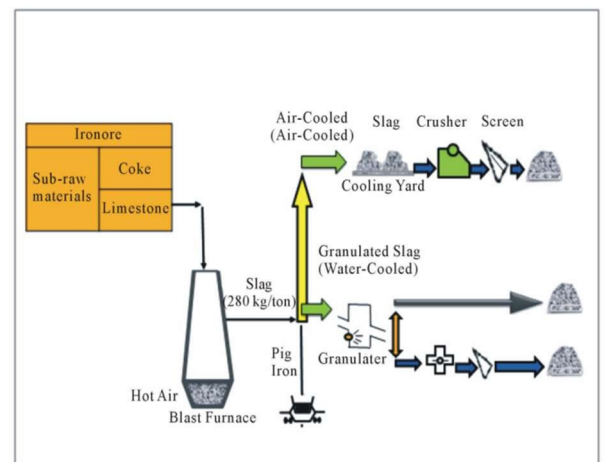 Ironore
Sub-raw
materials
Coke
Limestone
Air-Cooled
(Air-Cooled)
Slag
Crusher
Screen
Cooling Yard
Granulated Slag
(Water-Cooled)
Slag
(280 kg/ton)
Granulater
Pig
Iron
Hot Air
Blast Furnace